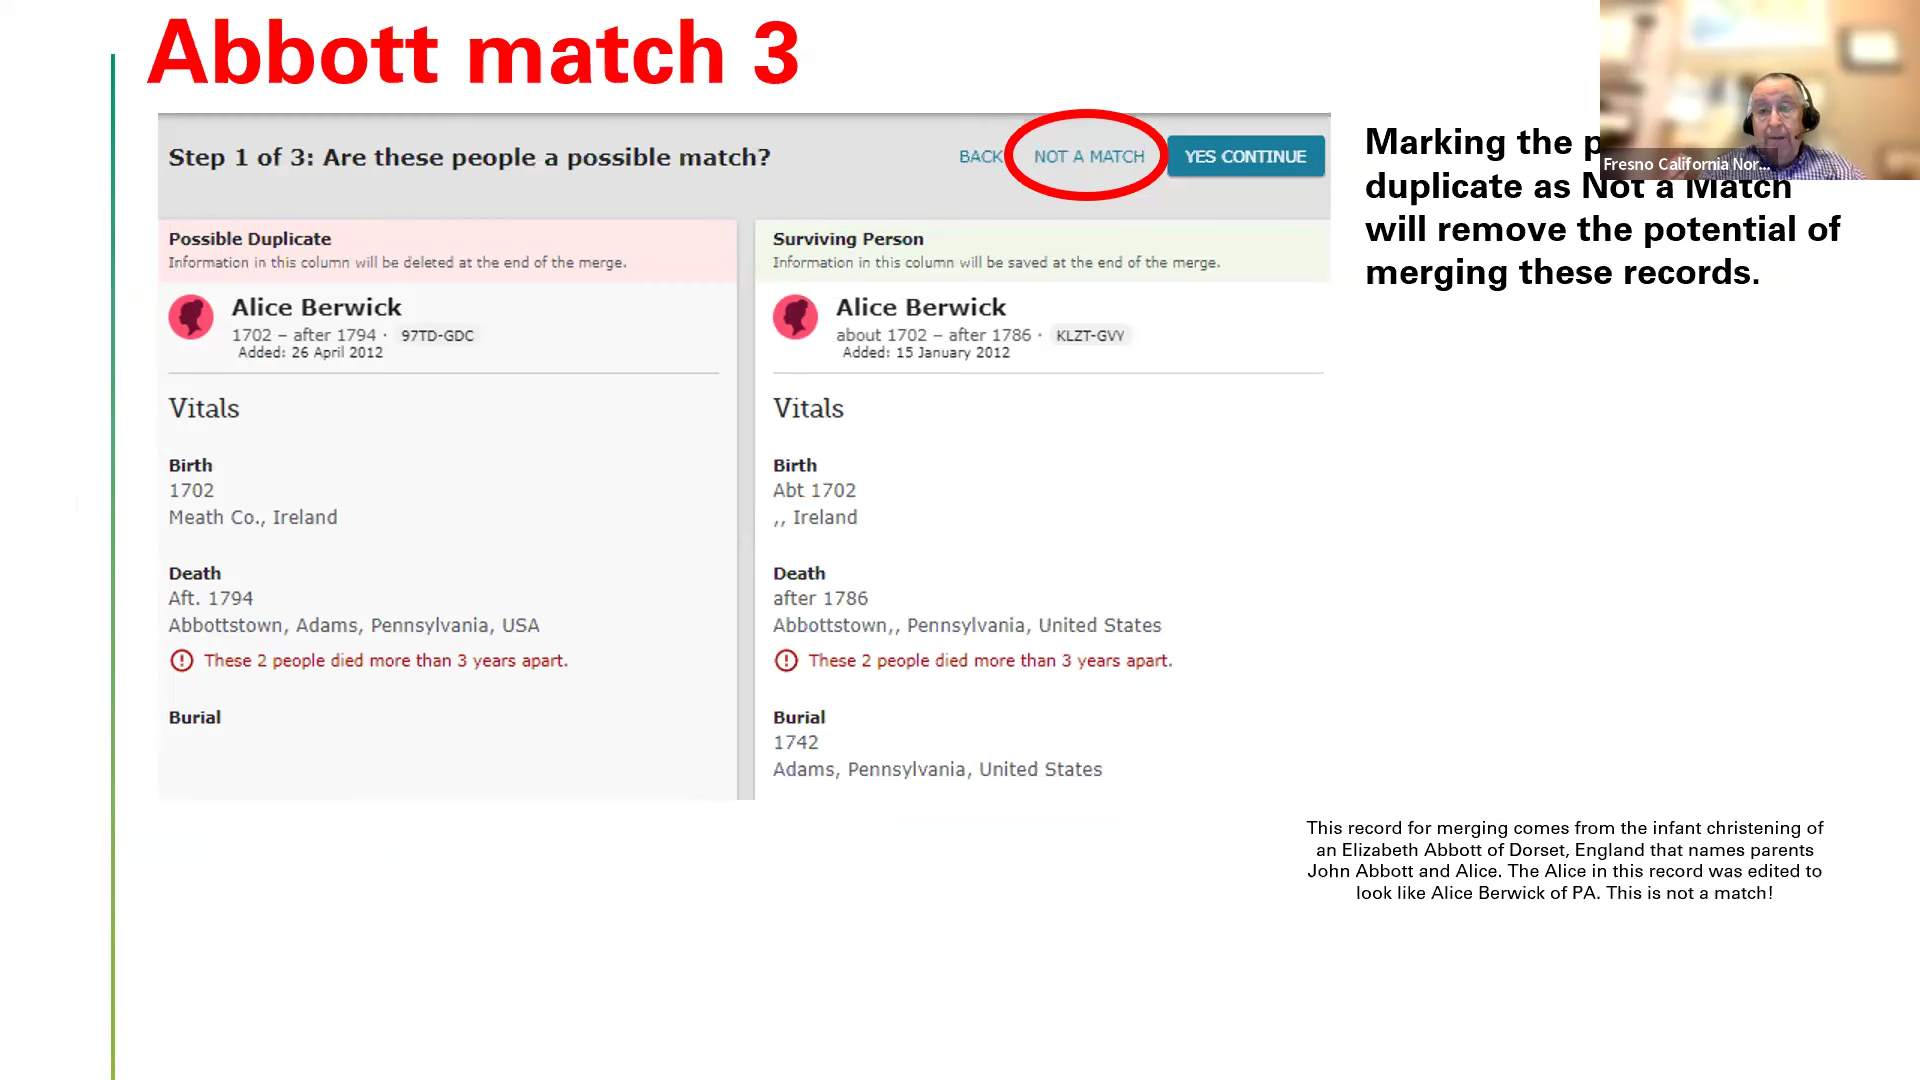 Abbott match 3
Step 1 of 3: Are these people a possible match?
BACK
NOT A MATCH
YES CONTINUE
Marking the
duplicate as Not a Match
will remove the potential of
merging these records.
Fresno California Nor...
Possible Duplicate
Information in this column will be deleted at the end of the merge.
Alice Berwick
1702 – after 1794 · 97TD-GDC
Added: 26 April 2012
Vitals
Birth
1702
Meath Co., Ireland
Death
Aft. 1794
Abbottstown, Adams, Pennsylvania, USA
These 2 people died more than 3 years apart.
Burial
Surviving Person
Information in this column will be saved at the end of the merge.
Alice Berwick
about 1702 – after 1786 · KLZT-GVY
Added: 15 January 2012
Vitals
Birth
Abt 1702
,, Ireland
Death
after 1786
Abbottstown,, Pennsylvania, United States
These 2 people died more than 3 years apart.
Burial
1742
Adams, Pennsylvania, United States
This record for merging comes from the infant christening of
an Elizabeth Abbott of Dorset, England that names parents
John Abbott and Alice. The Alice in this record was edited to
look like Alice Berwick of PA. This is not a match!